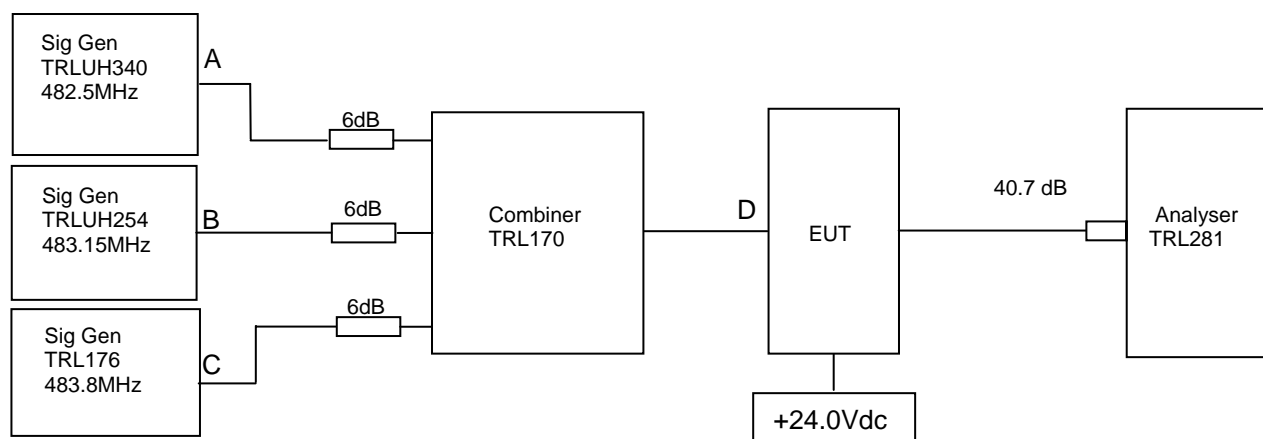 Sig Gen
TRLUH340
482.5MHz
A
6dB
Sig Gen
TRLUH254
483.15MHz
B
6dB
Sig Gen
TRL176
483.8MHz
C
6dB
Combiner
TRL170
D
EUT
+24.0Vdc
40.7 dB
Analyser
TRL281